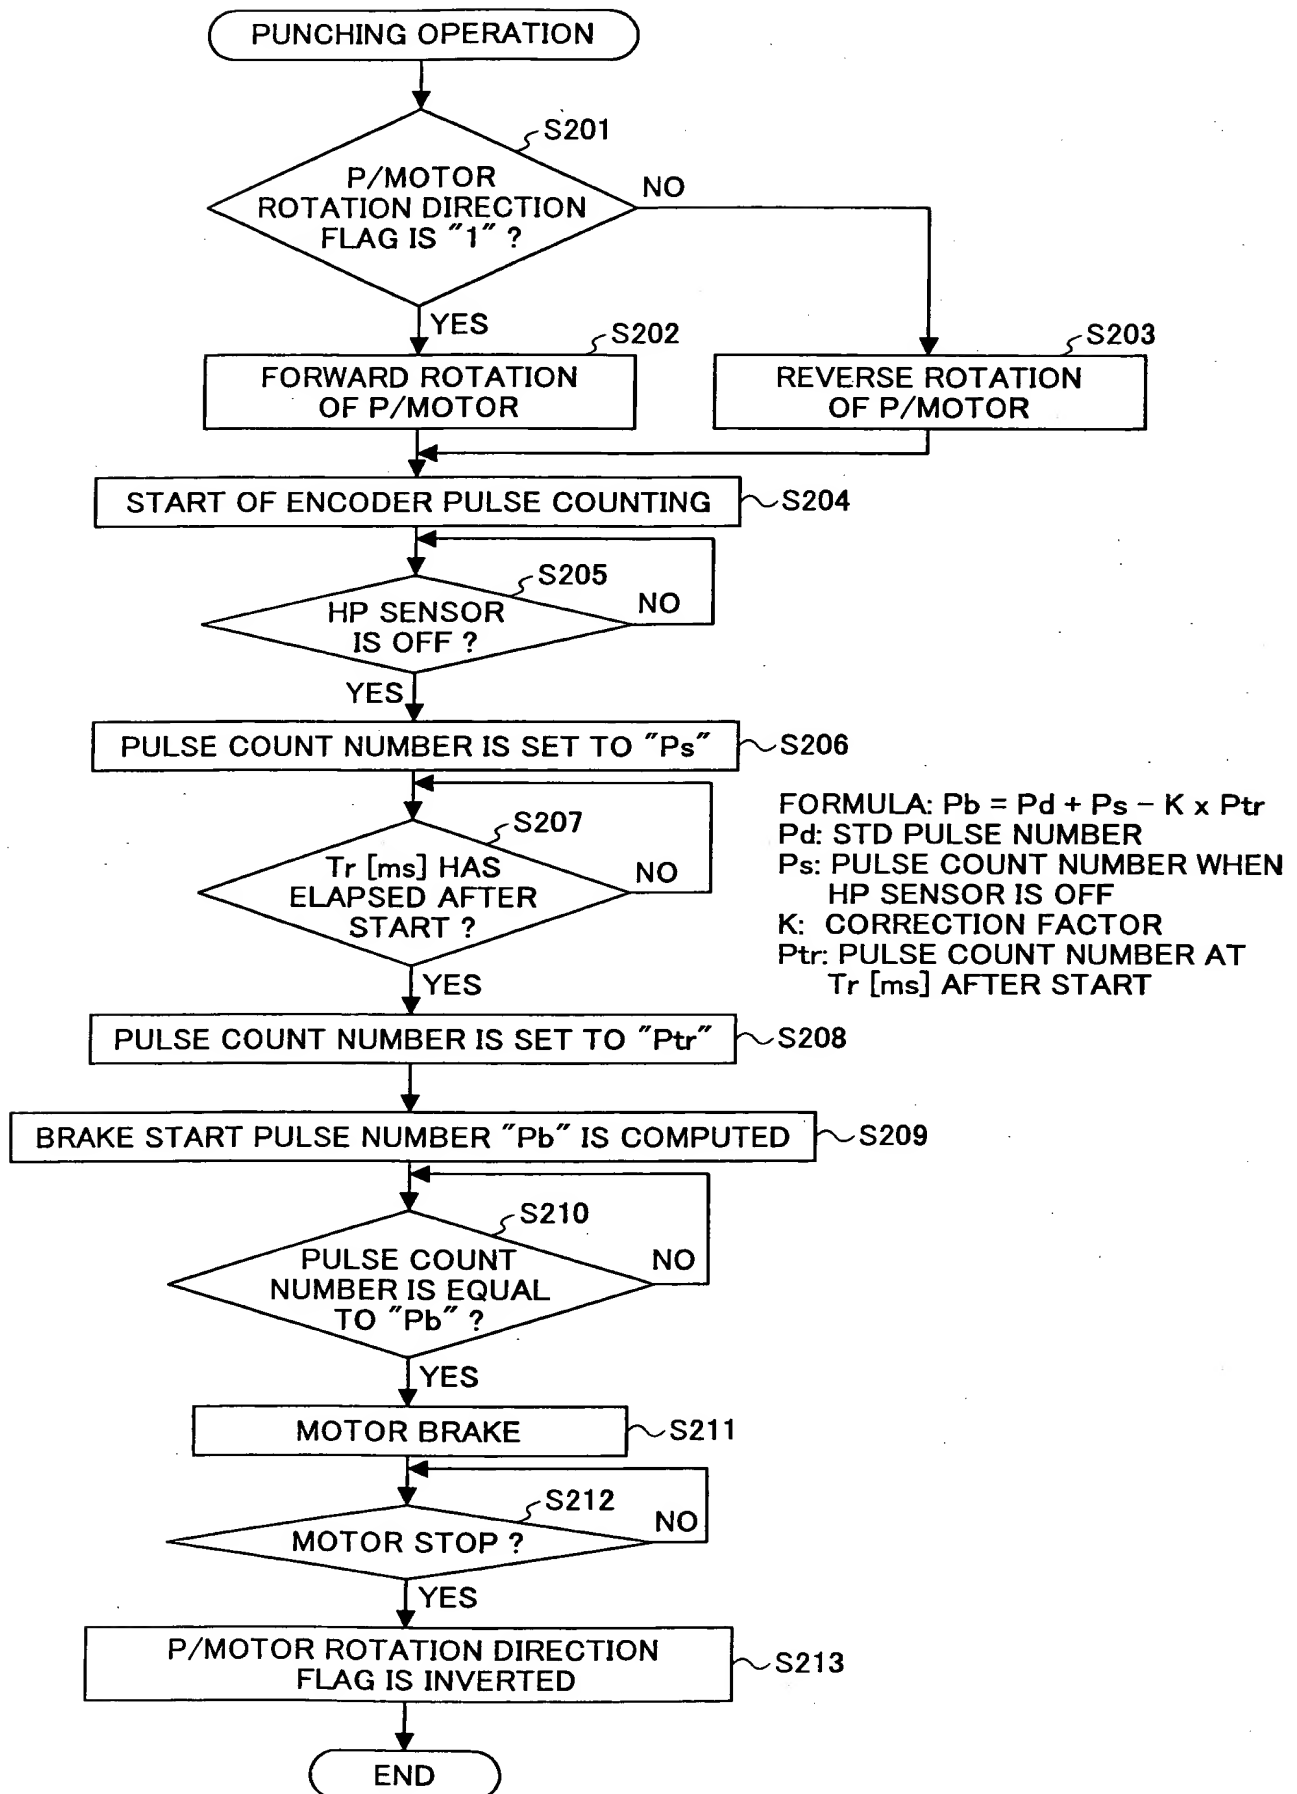 PUNCHING OPERATION
S201
P/MOTOR
ROTATION DIRECTION
FLAG IS "1" ?
NO
YES
S202
FORWARD ROTATION
OF P/MOTOR
S203
REVERSE ROTATION
OF P/MOTOR
START OF ENCODER PULSE COUNTING
S204
S205
HP SENSOR
IS OFF ?
NO
YES
PULSE COUNT NUMBER IS SET TO "Ps"
S206
S207
Tr [ms] HAS
ELAPSED AFTER
START ?
NO
YES
FORMULA: Pb = Pd + Ps − K x Ptr
Pd: STD PULSE NUMBER
Ps: PULSE COUNT NUMBER WHEN
HP SENSOR IS OFF
K: CORRECTION FACTOR
Ptr: PULSE COUNT NUMBER AT
Tr [ms] AFTER START
PULSE COUNT NUMBER IS SET TO "Ptr"
S208
BRAKE START PULSE NUMBER "Pb" IS COMPUTED
S209
S210
PULSE COUNT
NUMBER IS EQUAL
TO "Pb" ?
NO
YES
MOTOR BRAKE
S211
S212
MOTOR STOP ?
NO
YES
P/MOTOR ROTATION DIRECTION
FLAG IS INVERTED
S213
END